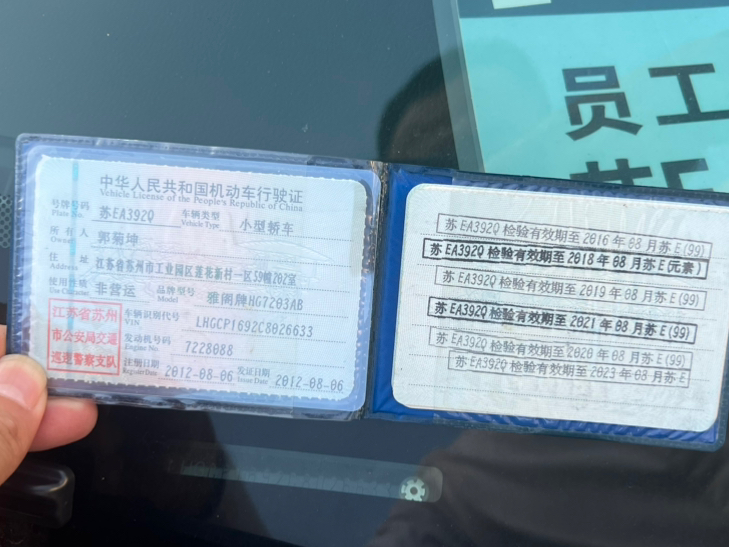 员工
中华人民共和国机动车行驶证
Vehicle License of the People's Republic of China
号牌号码 苏EA392Q 车辆类型 小型轿车
Plate No. Vehicle Type
所有人 郭菊坤
Owner
住址 江苏省苏州市工业园区莲花新村一区59幢202室
Address
使用性质 非营运 品牌型号 雅阁牌HG7203AB
Use Character Model
江苏省苏州
市公安局交通
巡逻警察支队
车辆识别代号 LHGCP1692C8026633
VIN
发动机号码 7228088
Engine No.
注册日期 2012-08-06 发证日期 2012-08-06
Register Date Issue Date
苏EA392Q 检验有效期至2016年08月苏E(99)
苏EA392Q 检验有效期至2018年08月苏E(元素)
苏EA392Q 检验有效期至2019年08月苏E(99)
苏EA392Q 检验有效期至2021年08月苏E(99)
苏EA392Q 检验有效期至2020年08月苏E(99)
苏EA392Q 检验有效期至2023年08月苏E